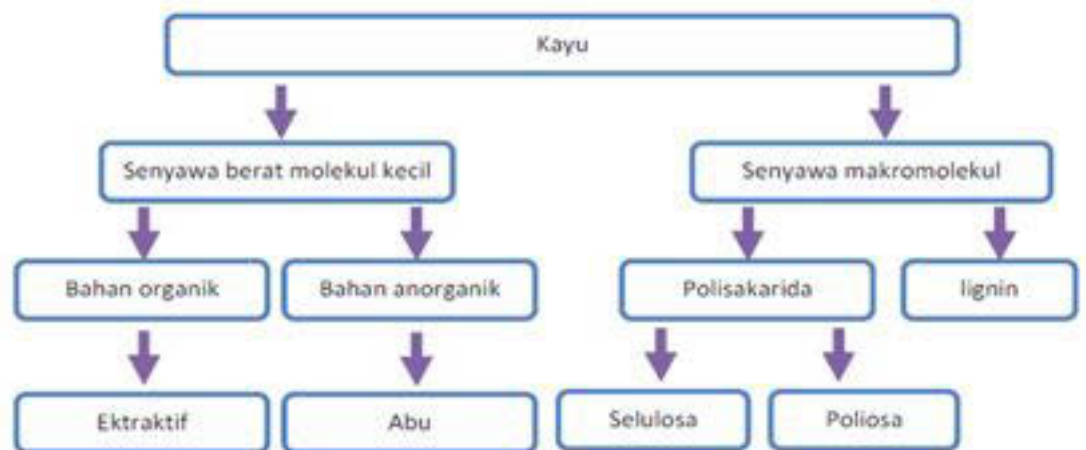 Kayu
Senyawa berat molekul kecil
Senyawa makromolekul
Bahan organik
Bahan anorganik
Polisakarida
lignin
Ektraktif
Abu
Selulosa
Poliosa